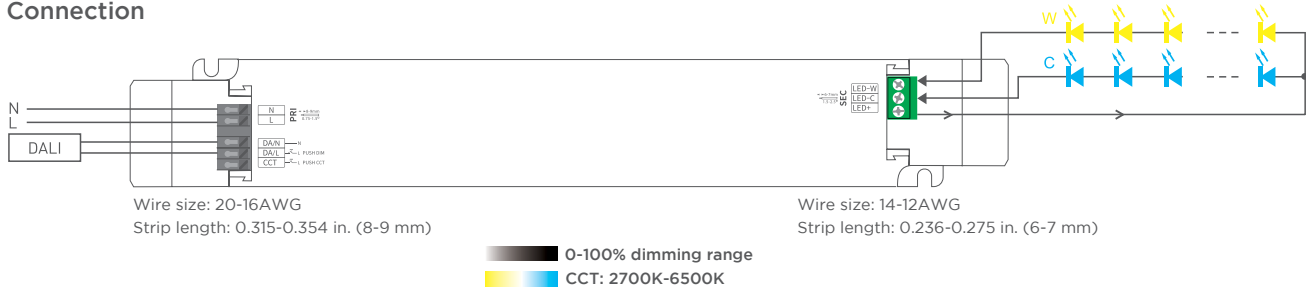 Connection
W
C
N
L
DALI
N
L
PRI
DA/N
N
DA/L
L PUSH DIM
CCT
L PUSH CCT
SEC
LED-W
LED-C
LED+
Wire size: 20-16AWG
Strip length: 0.315-0.354 in. (8-9 mm)
Wire size: 14-12AWG
Strip length: 0.236-0.275 in. (6-7 mm)
0-100% dimming range
CCT: 2700K-6500K